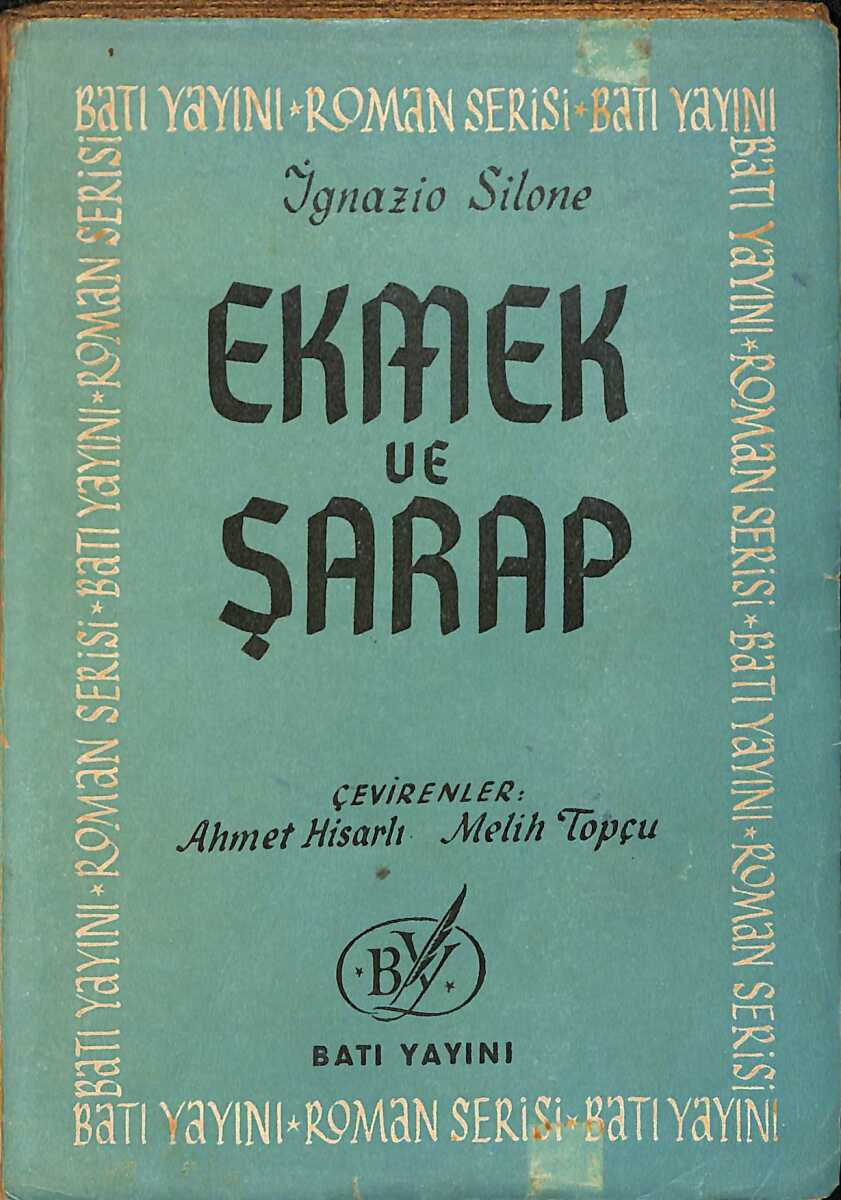 BATI YAYINI * ROMAN SERİSİ * BATI YAYINI
BATI YAYINI * ROMAN SERİSİ * BATI YAYINI * ROMAN SERİSİ
BATI YAYINI * ROMAN SERİSİ * BATI YAYINI * ROMAN SERİSİ
İgnazio Silone
EKMEK
VE
ŞARAP
ÇEVİRENLER:
Ahmet Hisarlı Melih Topçu
BY
BATI YAYINI
BATI YAYINI * ROMAN SERİSİ * BATI YAYINI